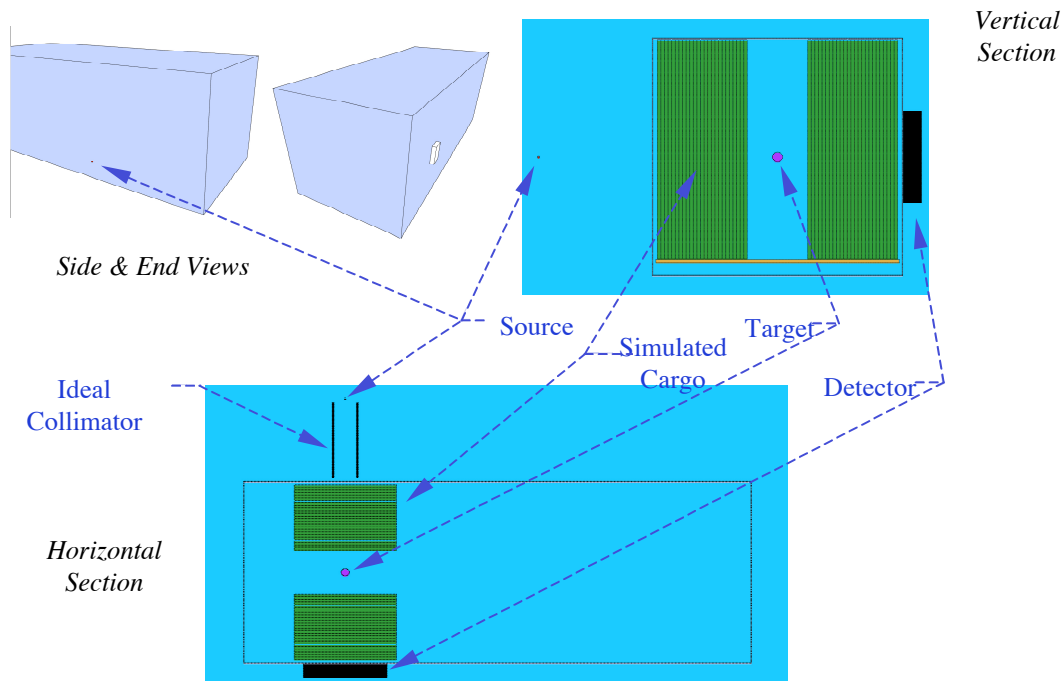 Vertical
Section
Side & End Views
Source
Simulated
Cargo
Target
Detector
Ideal
Collimator
Horizontal
Section